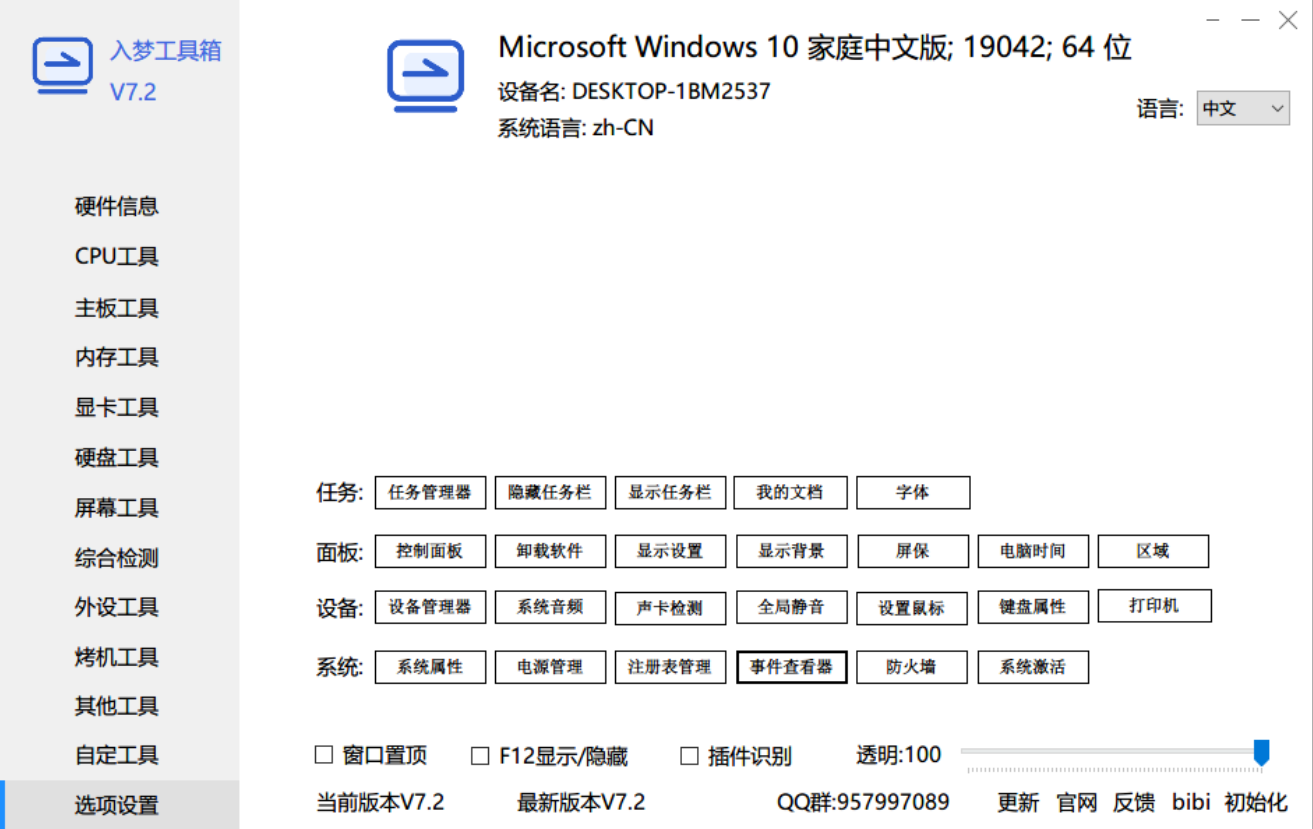 入梦工具箱
V7.2
Microsoft Windows 10 家庭中文版; 19042; 64 位
设备名: DESKTOP-1BM2537
系统语言: zh-CN
语言: 中文
硬件信息
CPU工具
主板工具
内存工具
显卡工具
硬盘工具
屏幕工具
综合检测
外设工具
烤机工具
其他工具
自定工具
选项设置
任务: 任务管理器 隐藏任务栏 显示任务栏 我的文档 字体
面板: 控制面板 卸载软件 显示设置 显示背景 屏保 电脑时间 区域
设备: 设备管理器 系统音频 声卡检测 全局静音 设置鼠标 键盘属性 打印机
系统: 系统属性 电源管理 注册表管理 事件查看器 防火墙 系统激活
窗口置顶 F12显示/隐藏 插件识别 透明:100
当前版本V7.2 最新版本V7.2 QQ群:957997089 更新 官网 反馈 bibi 初始化